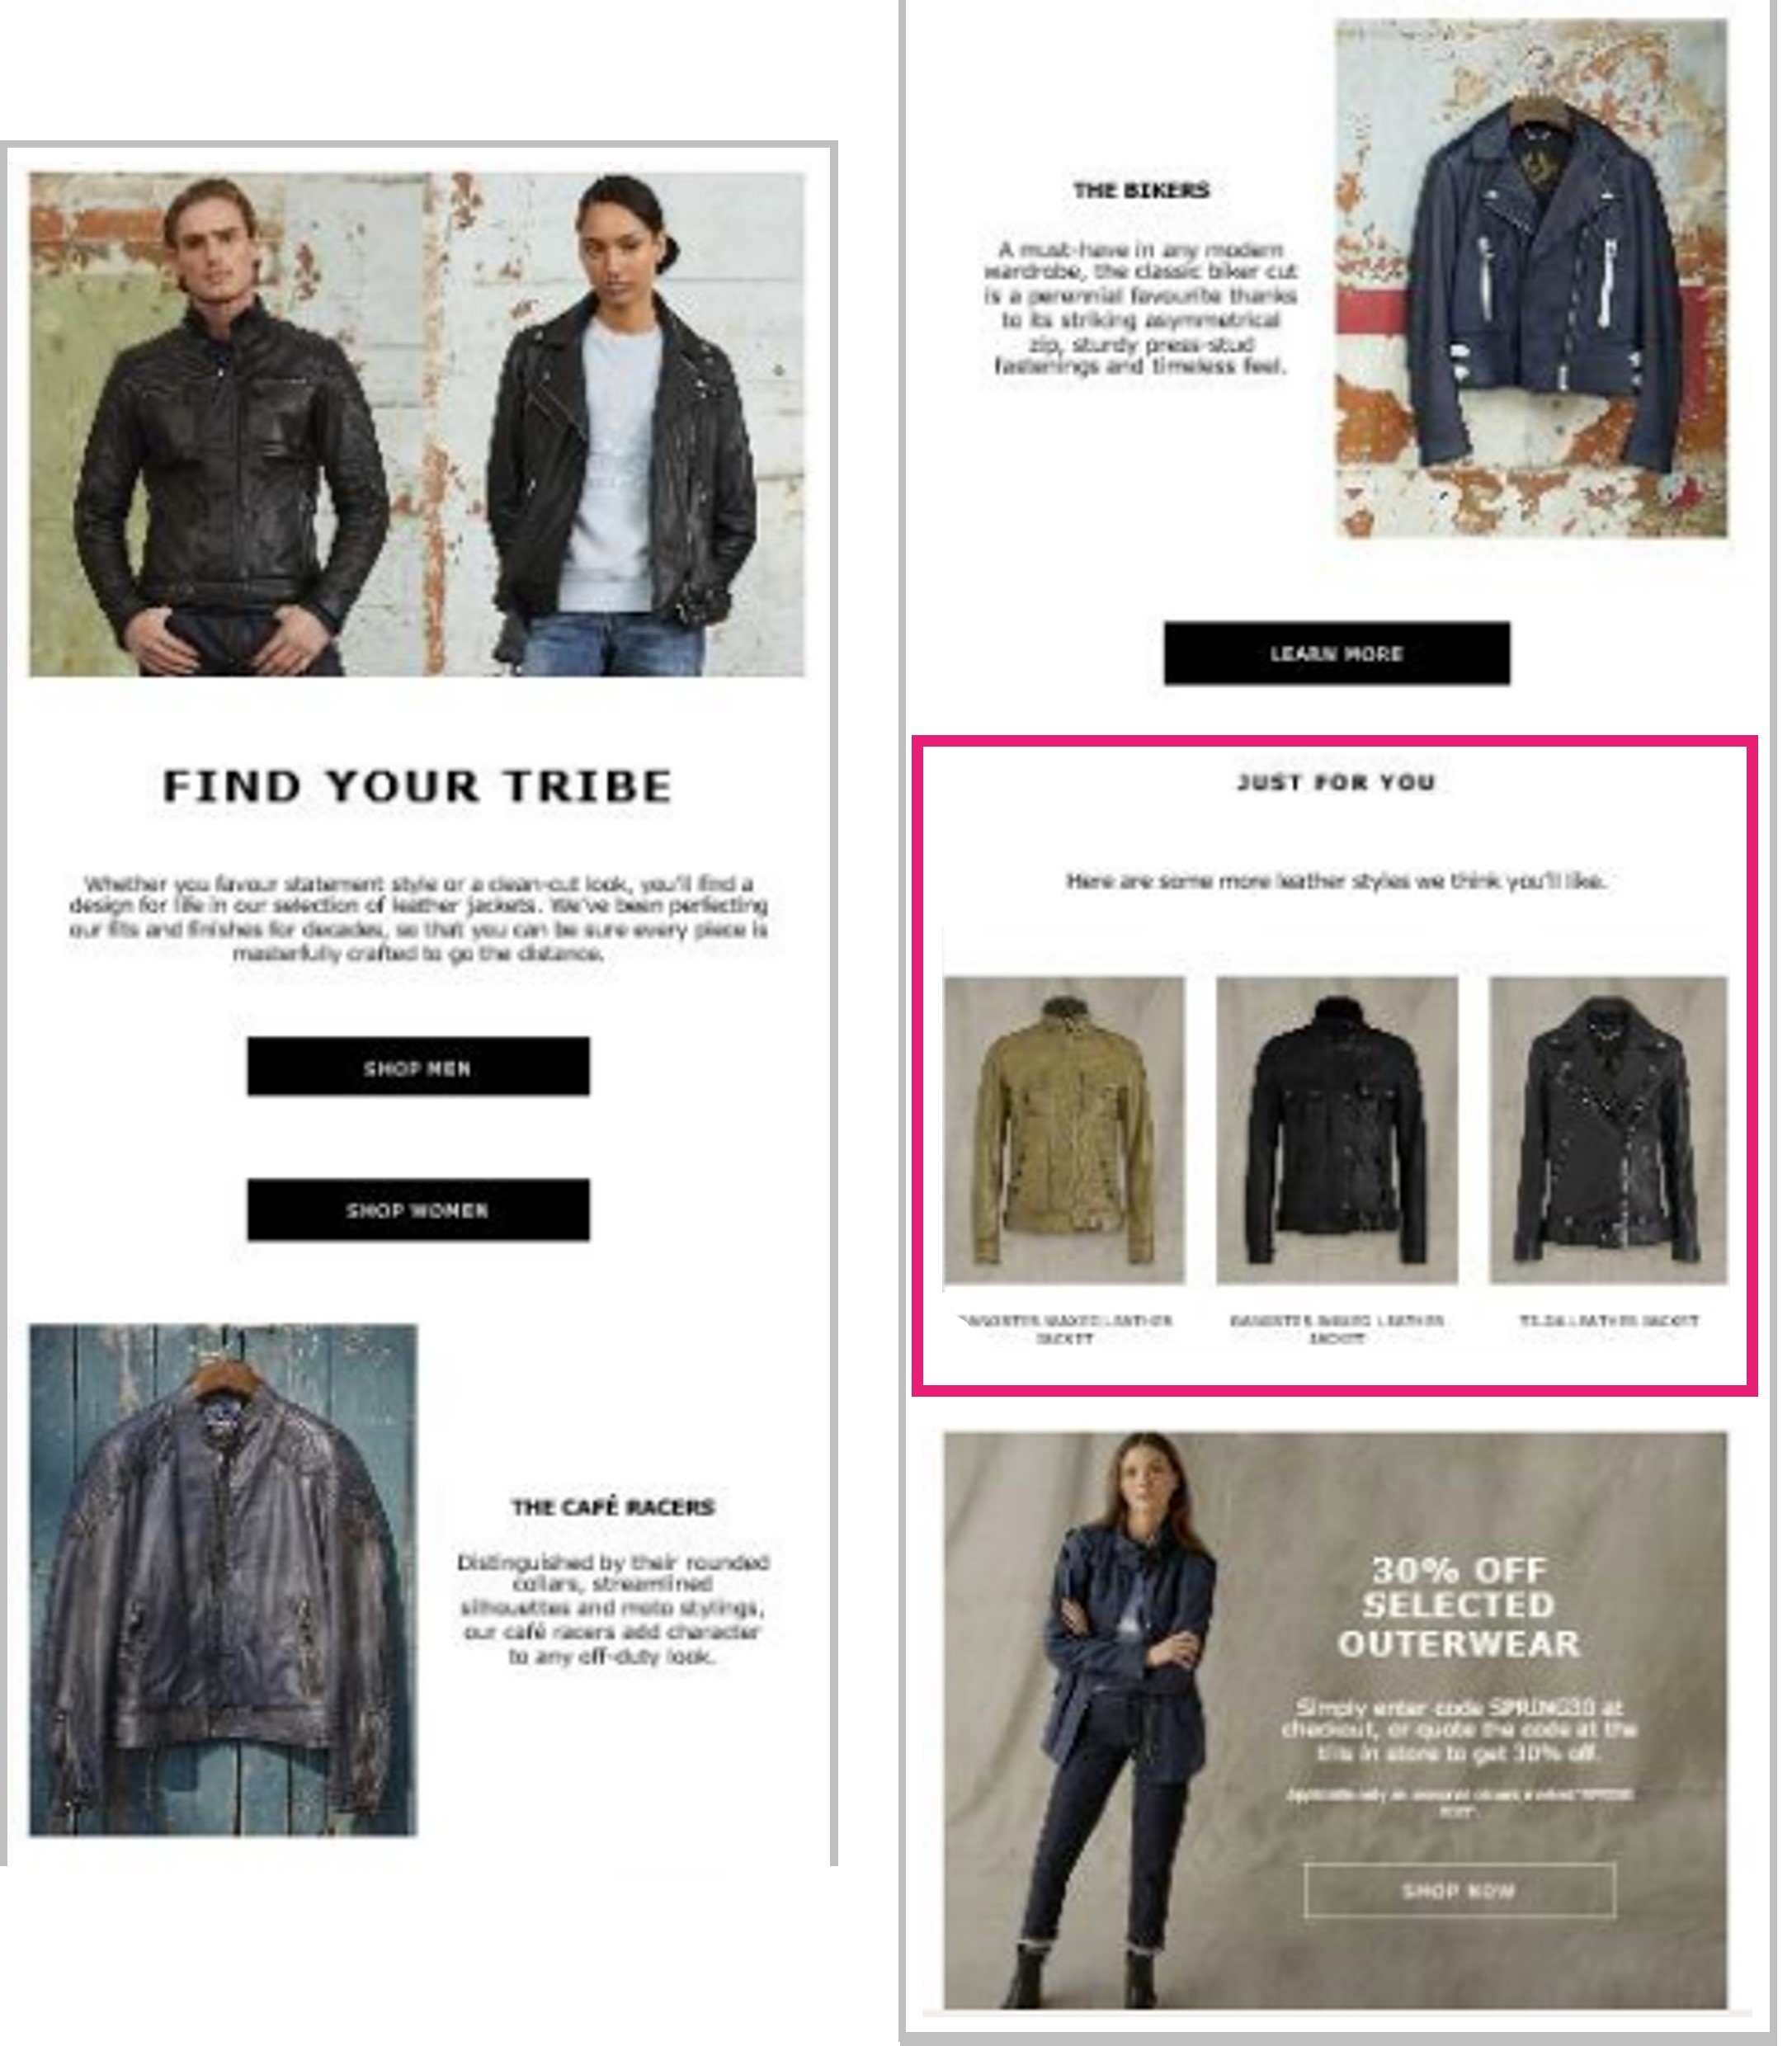 FIND YOUR TRIBE
Whether you favour statement style or a clean-cut look, you'll find a
design for life in our selection of leather jackets. We've been perfecting
our fits and finishes for decades, so that you can be sure every piece is
masterfully crafted to go the distance.
SHOP MEN
SHOP WOMEN
THE CAFÉ RACERS
Distinguished by their rounded
collars, streamlined
silhouettes and moto stylings,
our café racers add character
to any off-duty look.
THE BIKERS
A must-have in any modern
wardrobe, the classic biker cut
is a perennial favourite thanks
to its striking asymmetrical
zip, sturdy press-stud
fastenings and timeless feel.
LEARN MORE
JUST FOR YOU
Here are some more leather styles we think you'll like.
WAXED LEATHER
JACKET
WAXED LEATHER
JACKET
LEATHER JACKET
30% OFF
SELECTED
OUTERWEAR
Simply enter code SPRING30 at
checkout, or quote the code at the
tills in store to get 30% off.
SHOP NOW